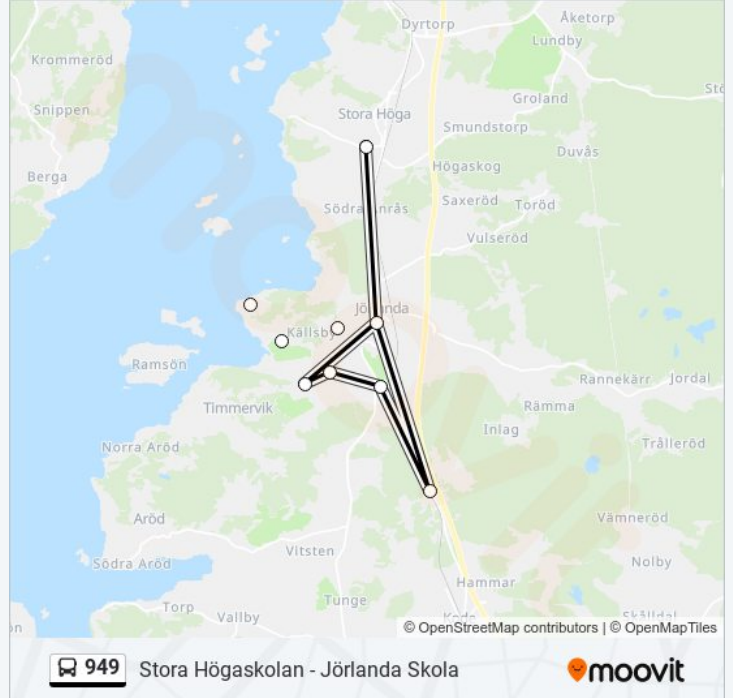 Dyrtorp
Åketorp
Lundby
Krommeröd
Snippen
Groland
Stora Höga
Smundstorp
Duvås
Högaskog
Berga
Saxeröd
Toröd
Vulseröd
Jörlanda
Källsby
Ramsön
Rannekärr
Jordal
Timmervik
Rämma
Inlag
Trålleröd
Norra Aröd
Aröd
Vämneröd
Vitsten
Södra Aröd
Nolby
Hammar
Tunge
Torp
Vallby
© OpenStreetMap contributors | © OpenMapTiles
949 Stora Högaskolan - Jörlanda Skola
moovit